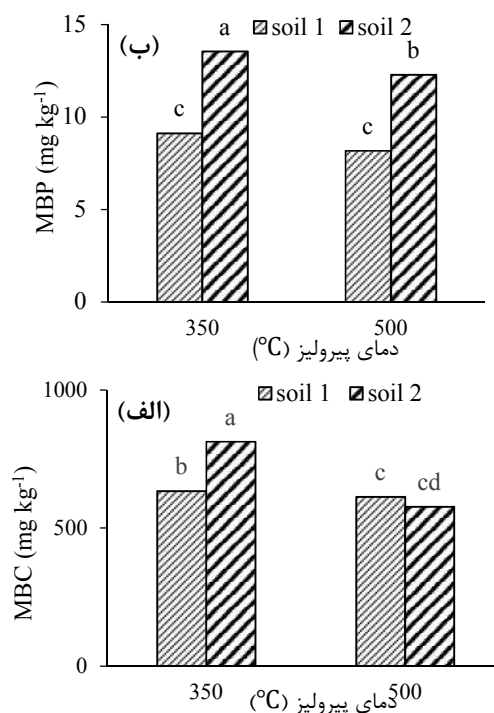 (ب)
soil 1 soil 2
MBP (mg kg-1)
15
10
5
0
a
b
c
c
350
500
دمای پیرولیز (°C)
(الف)
soil 1 soil 2
MBC (mg kg-1)
1000
500
0
a
b
c
cd
350
500
دمای پیرولیز (°C)